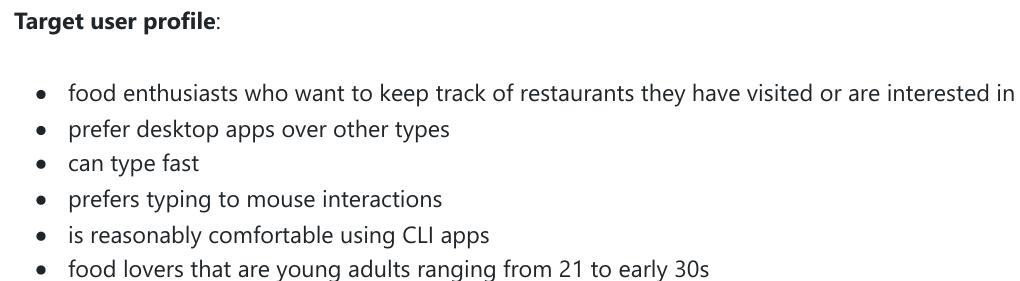 Target user profile:
● food enthusiasts who want to keep track of restaurants they have visited or are interested in
● prefer desktop apps over other types
● can type fast
● prefers typing to mouse interactions
● is reasonably comfortable using CLI apps
● food lovers that are young adults ranging from 21 to early 30s